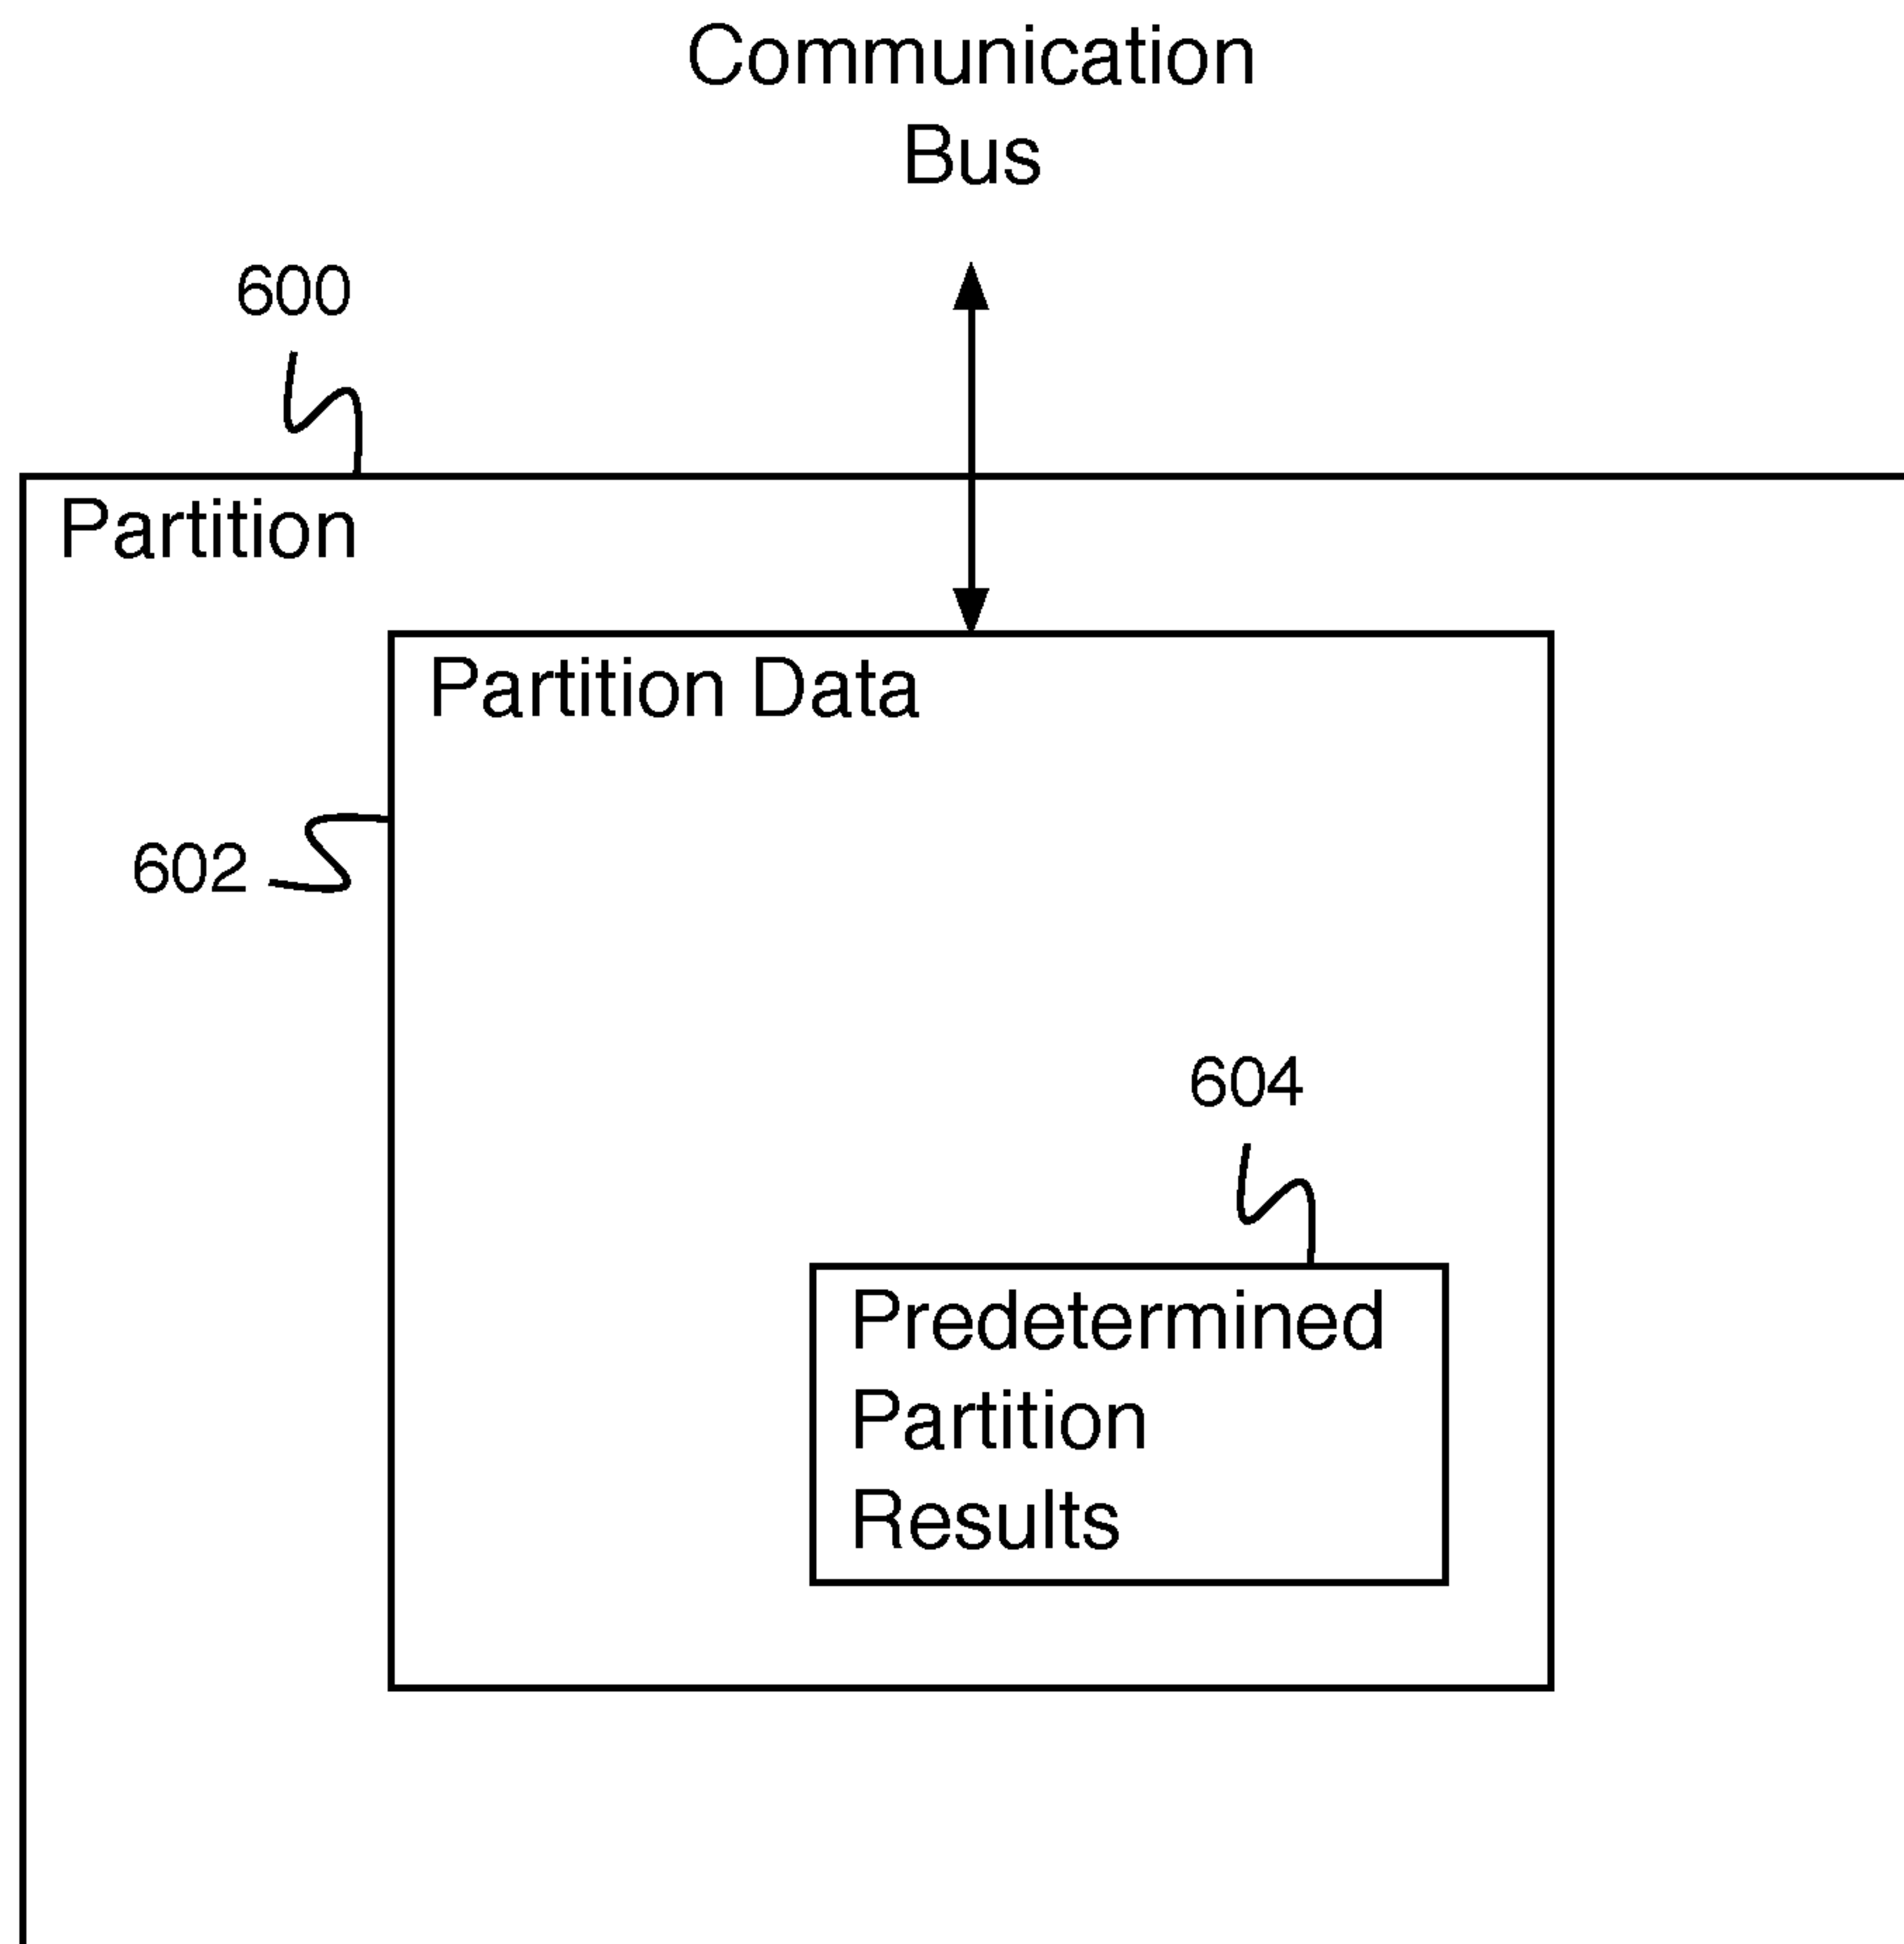 Communication
Bus
600
Partition
Partition Data
602
604
Predetermined
Partition
Results